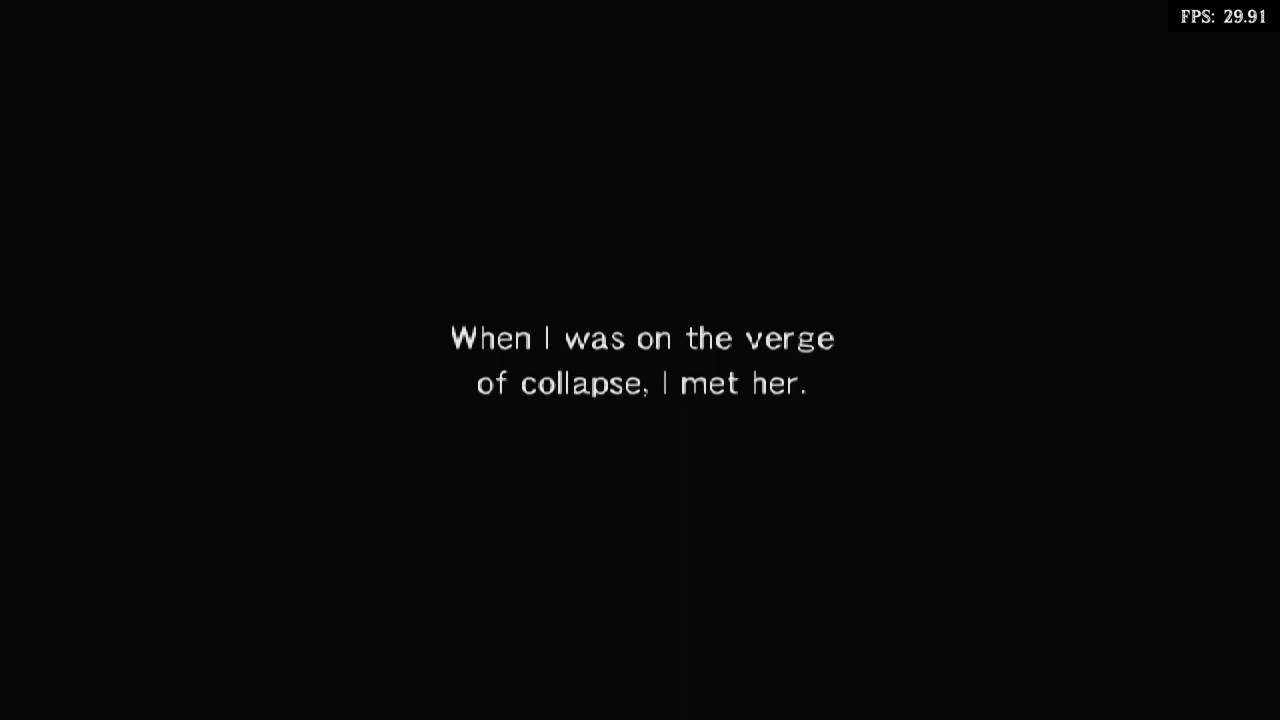 FPS: 29.91
When I was on the verge
of collapse, I met her.